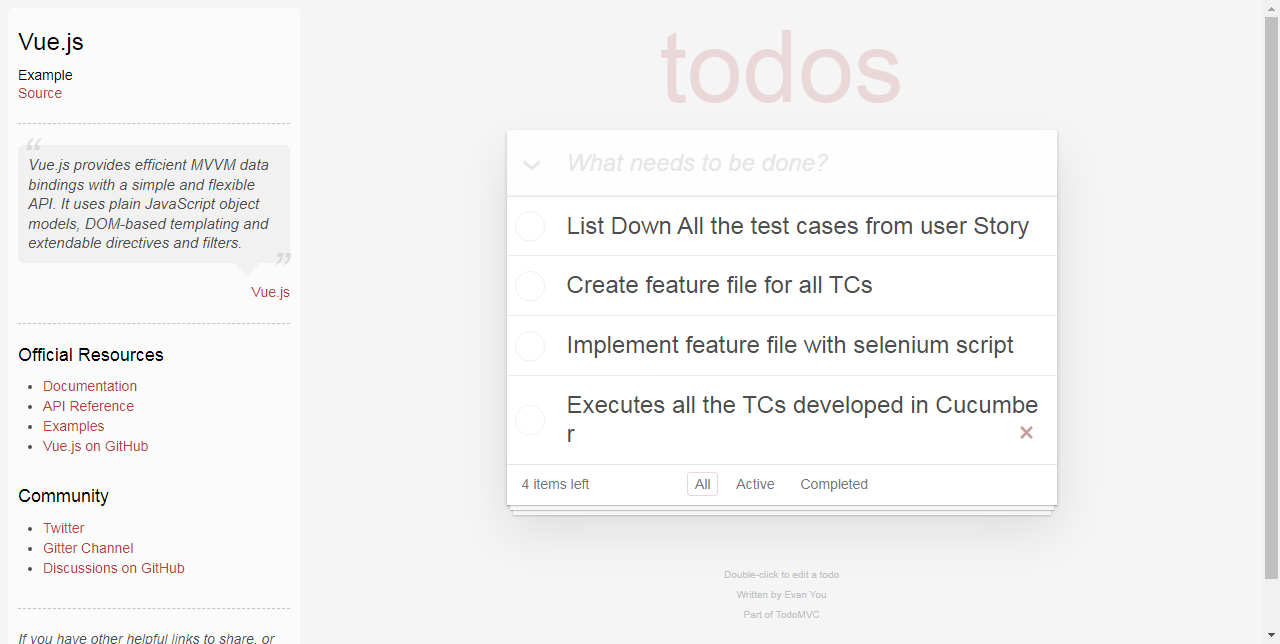 Vue.js
Example
Source
“
Vue.js provides efficient MVVM data
bindings with a simple and flexible
API. It uses plain JavaScript object
models, DOM-based templating and
extendable directives and filters.
”
Vue.js
Official Resources
Documentation
API Reference
Examples
Vue.js on GitHub
Community
Twitter
Gitter Channel
Discussions on GitHub
If you have other helpful links to share, or
todos
What needs to be done?
List Down All the test cases from user Story
Create feature file for all TCs
Implement feature file with selenium script
Executes all the TCs developed in Cucumbe
r
×
4 items left All Active Completed
Double-click to edit a todo
Written by Evan You
Part of TodoMVC